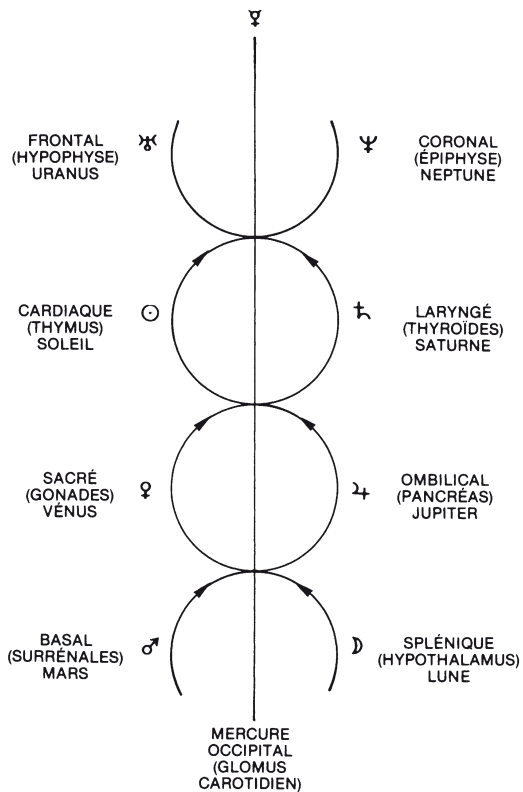 ☿
FRONTAL
(HYPOPHYSE)
URANUS
♅
♆
CORONAL
(ÉPIPHYSE)
NEPTUNE
CARDIAQUE
(THYMUS)
SOLEIL
☉
♄
LARYNGÉ
(THYROÏDES)
SATURNE
SACRÉ
(GONADES)
VÉNUS
♀
♃
OMBILICAL
(PANCRÉAS)
JUPITER
BASAL
(SURRÉNALES)
MARS
♂
☽
SPLÉNIQUE
(HYPOTHALAMUS)
LUNE
MERCURE
OCCIPITAL
(GLOMUS
CAROTIDIEN)